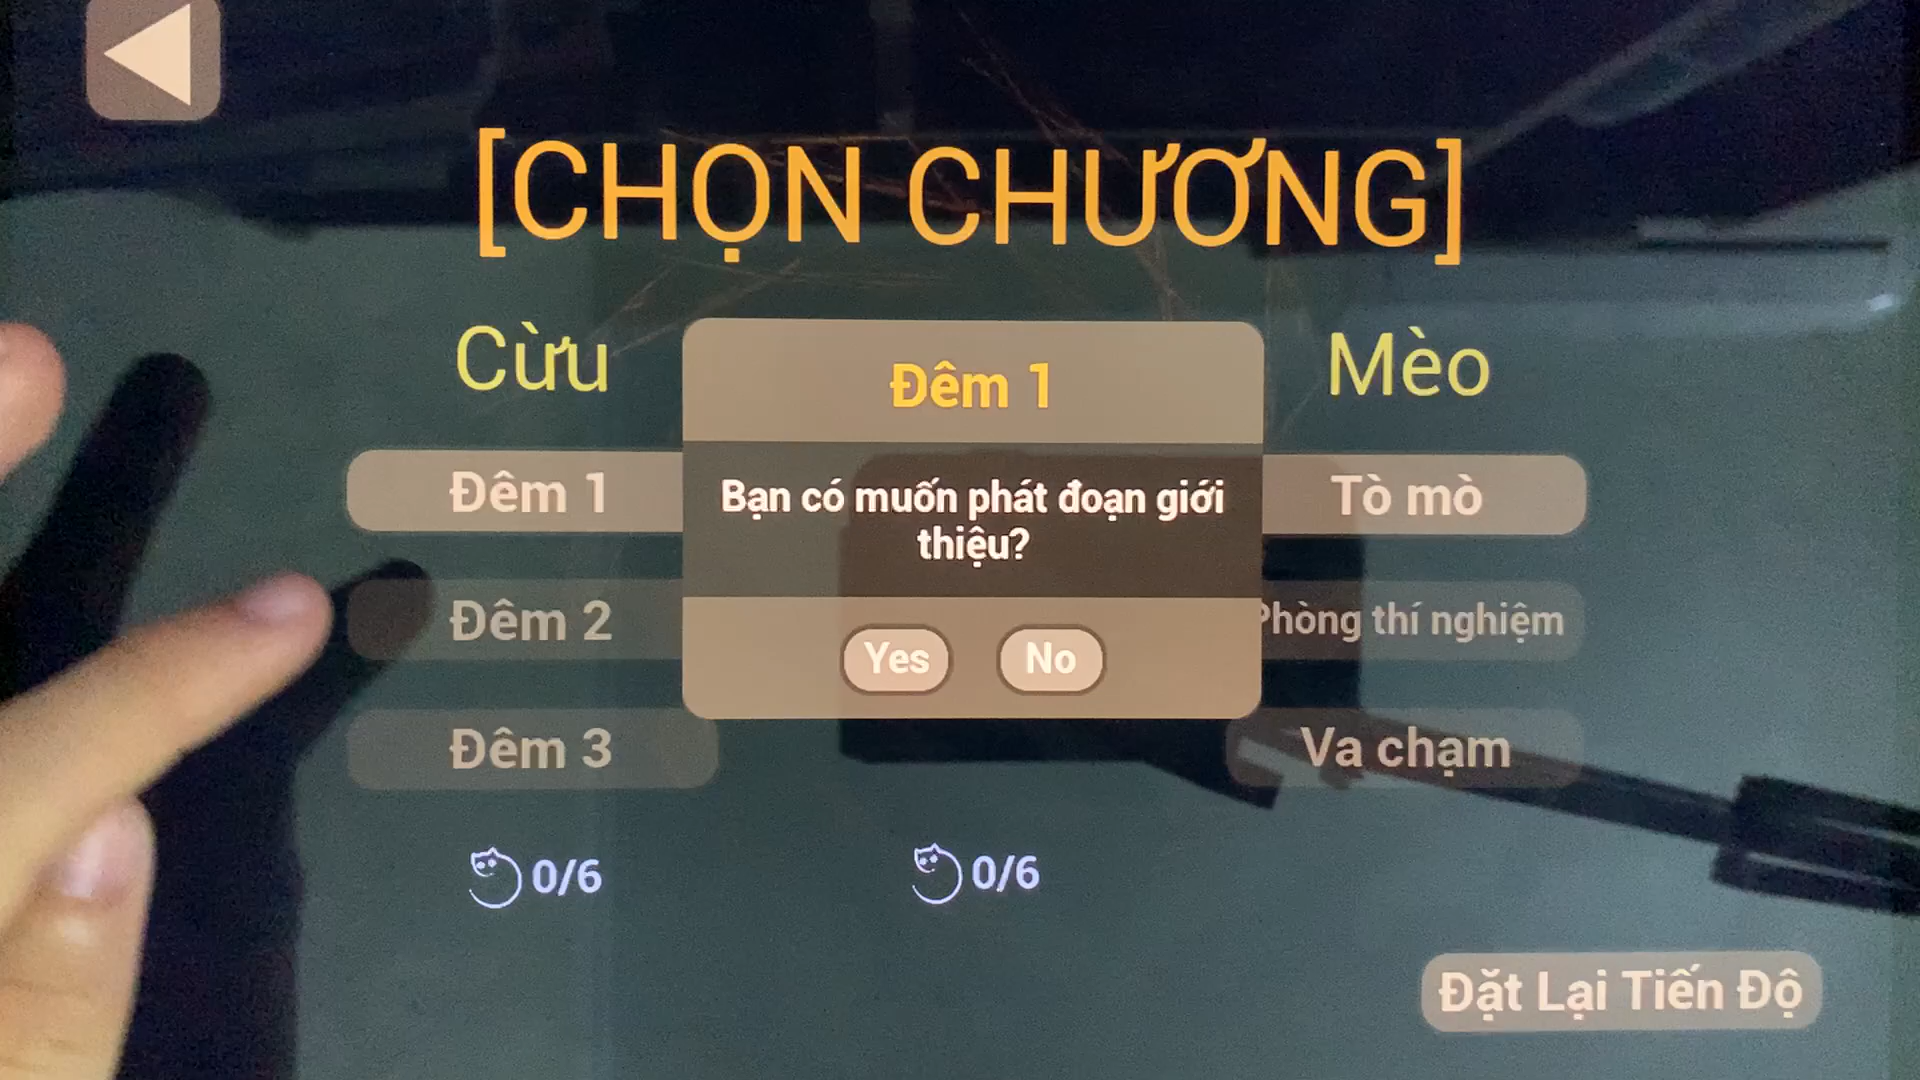 [CHỌN CHƯƠNG]
Cừu
Mèo
Đêm 1
Bạn có muốn phát đoạn giới
thiệu?
Yes
No
Đêm 1
Đêm 2
Đêm 3
Tò mò
Phòng thí nghiệm
Va chạm
0/6
0/6
Đặt Lại Tiến Độ